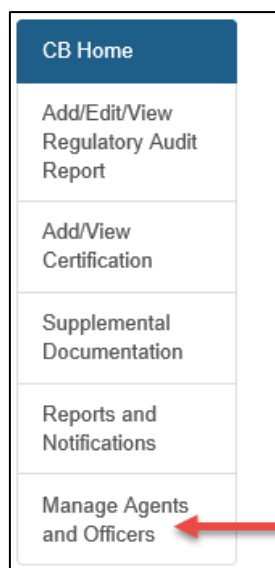 CB Home
Add/Edit/View
Regulatory Audit
Report
Add/View
Certification
Supplemental
Documentation
Reports and
Notifications
Manage Agents
and Officers